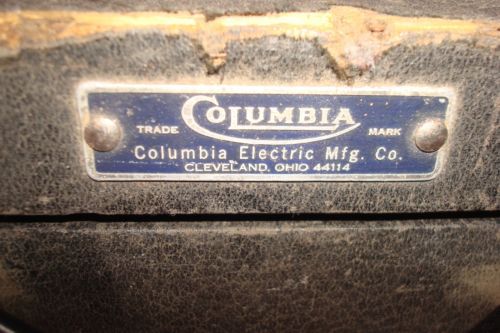 COLUMBIA
TRADE MARK
Columbia Electric Mfg. Co.
CLEVELAND, OHIO 44114